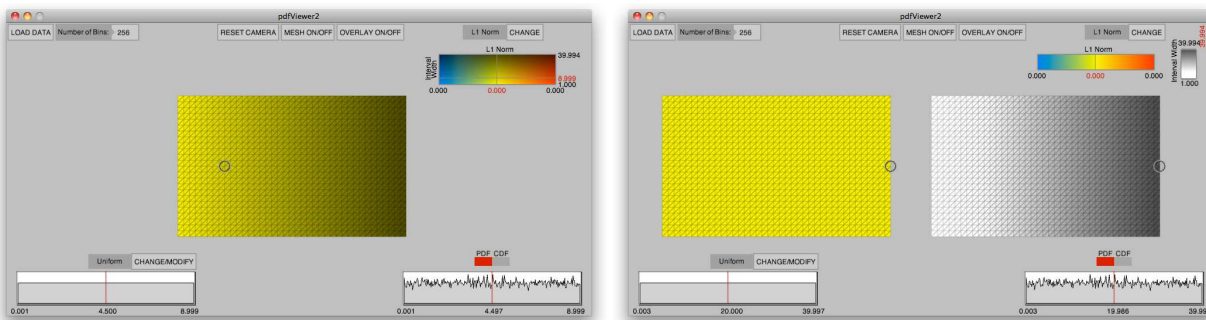 pdfViewer2
LOAD DATA Number of Bins: 256 RESET CAMERA MESH ON/OFF OVERLAY ON/OFF L1 Norm CHANGE
L1 Norm
Interval Width
39.994
8.999
1.000
0.000 0.000 0.000
Uniform CHANGE/MODIFY
PDF CDF
0.001 4.500 8.999
0.001 4.497 8.999
pdfViewer2
LOAD DATA Number of Bins: 256 RESET CAMERA MESH ON/OFF OVERLAY ON/OFF L1 Norm CHANGE
L1 Norm
0.000 0.000 0.000
Interval Width
39.994
39.994
1.000
Uniform CHANGE/MODIFY
PDF CDF
0.003 20.000 39.997
0.003 19.986